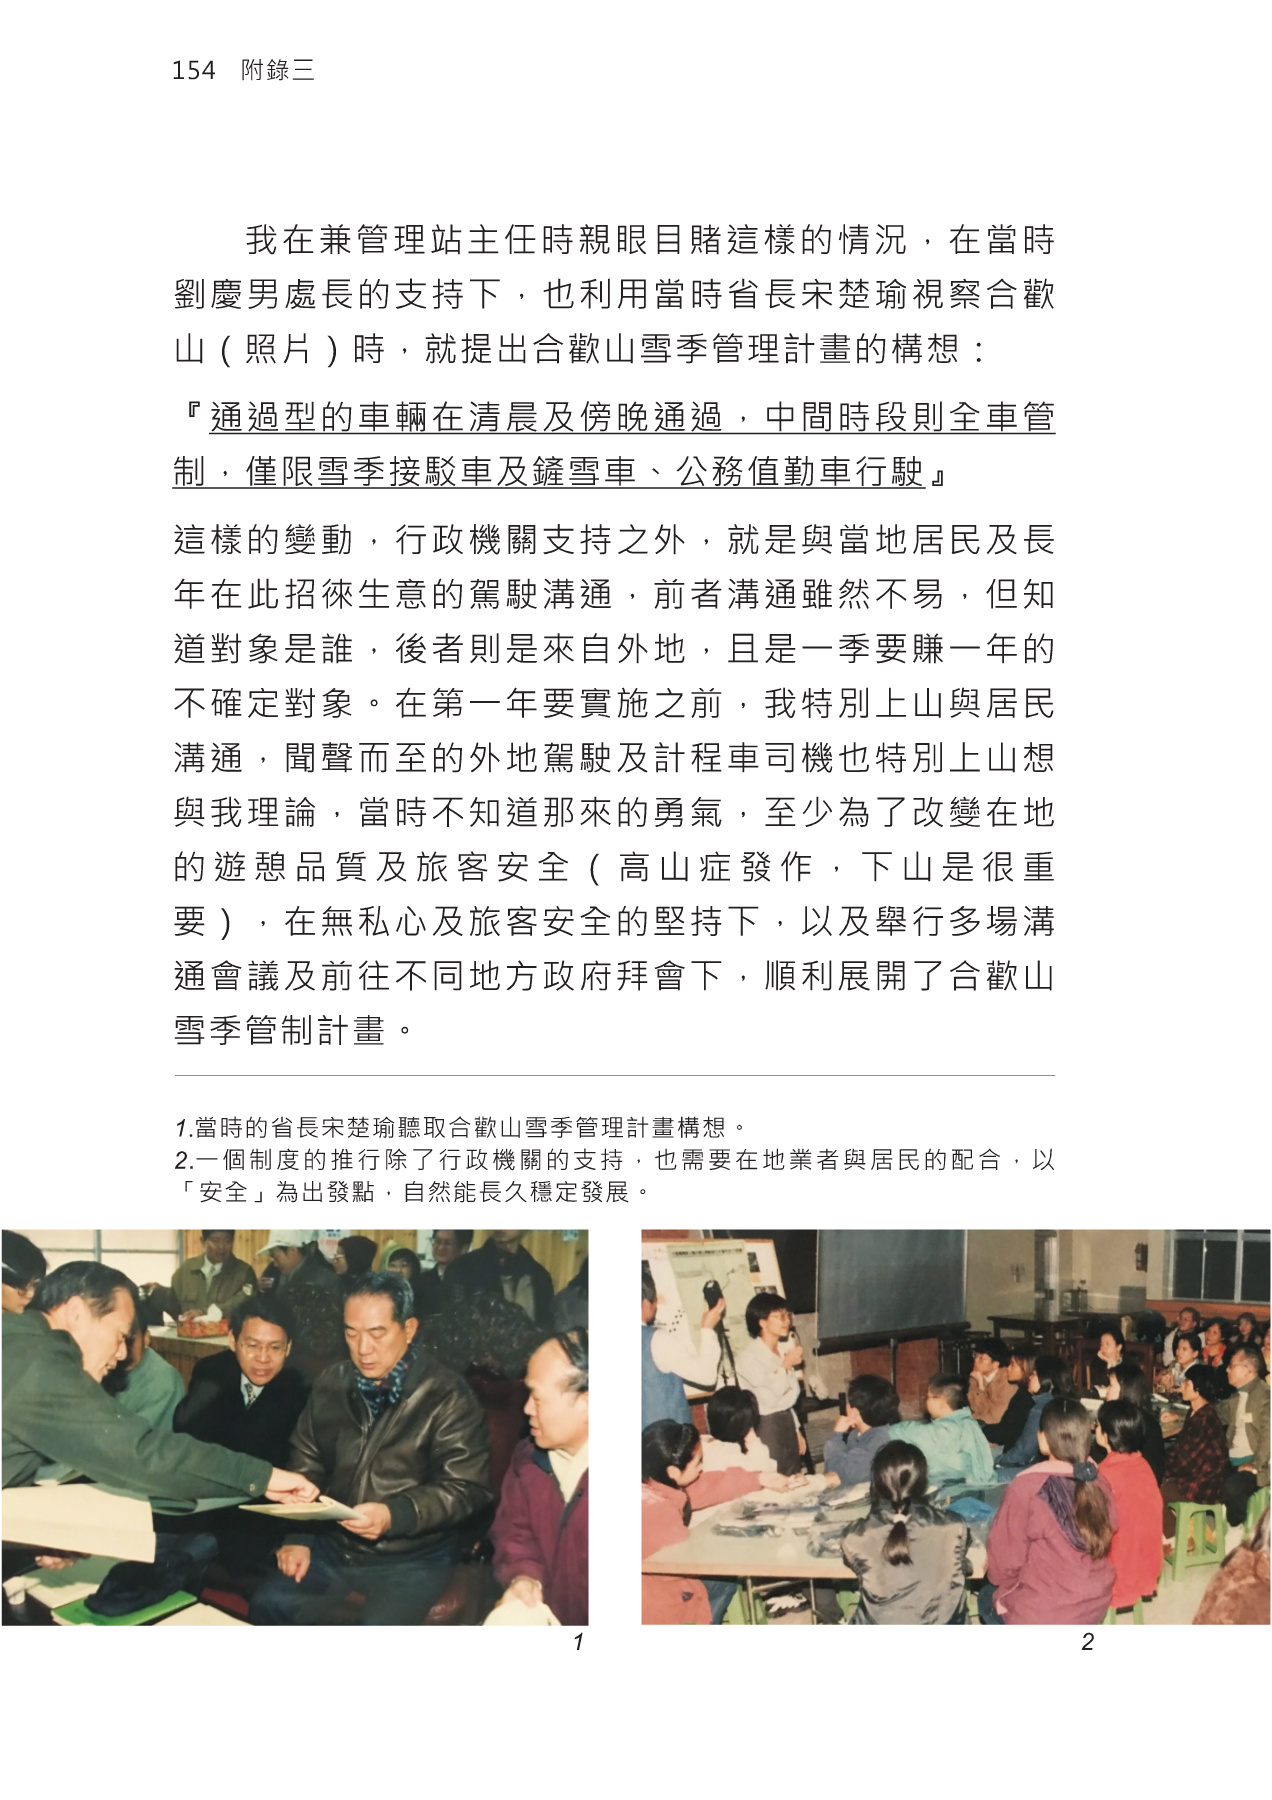 154 附錄三
我在兼管理站主任時親眼目賭這樣的情況，在當時
劉慶男處長的支持下，也利用當時省長宋楚瑜視察合歡
山（照片）時，就提出合歡山雪季管理計畫的構想：
『通過型的車輛在清晨及傍晚通過，中間時段則全車管
制，僅限雪季接駁車及鏟雪車、公務值勤車行駛』
這樣的變動，行政機關支持之外，就是與當地居民及長
年在此招徠生意的駕駛溝通，前者溝通雖然不易，但知
道對象是誰，後者則是來自外地，且是一季要賺一年的
不確定對象。在第一年要實施之前，我特別上山與居民
溝通，聞聲而至的外地駕駛及計程車司機也特別上山想
與我理論，當時不知道那來的勇氣，至少為了改變在地
的遊憩品質及旅客安全（高山症發作，下山是很重
要），在無私心及旅客安全的堅持下，以及舉行多場溝
通會議及前往不同地方政府拜會下，順利展開了合歡山
雪季管制計畫。
1.當時的省長宋楚瑜聽取合歡山雪季管理計畫構想。
2.一個制度的推行除了行政機關的支持，也需要在地業者與居民的配合，以
「安全」為出發點，自然能長久穩定發展。
1
2